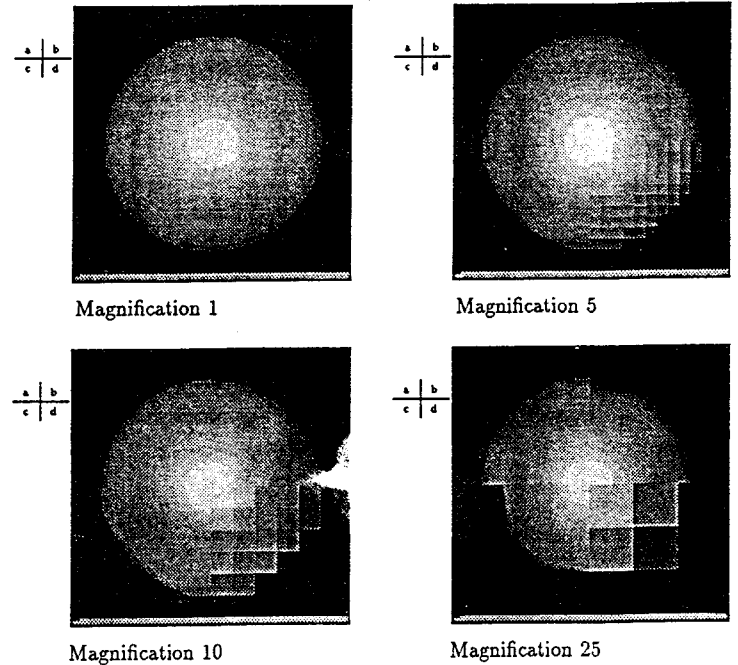 a b
a b
c d
c d
Magnification 1
Magnification 5
a b
a b
c d
c d
Magnification 10
Magnification 25